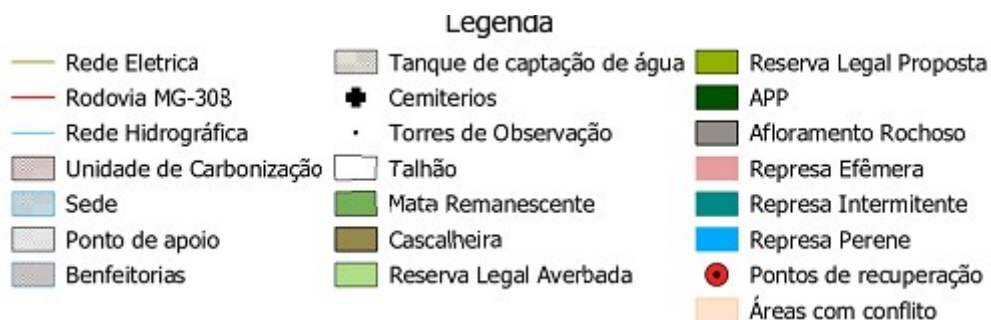 Legenda
Rede Eletrica
Rodovia MG-308
Rede Hidrográfica
Unidade de Carbonização
Sede
Ponto de apoio
Benfeitorias
Tanque de captação de água
Cemiterios
Torres de Observação
Talhão
Mata Remanescente
Cascalheira
Reserva Legal Averbada
Reserva Legal Proposta
APP
Afloramento Rochoso
Represa Efêmera
Represa Intermitente
Represa Perene
Pontos de recuperação
Áreas com conflito